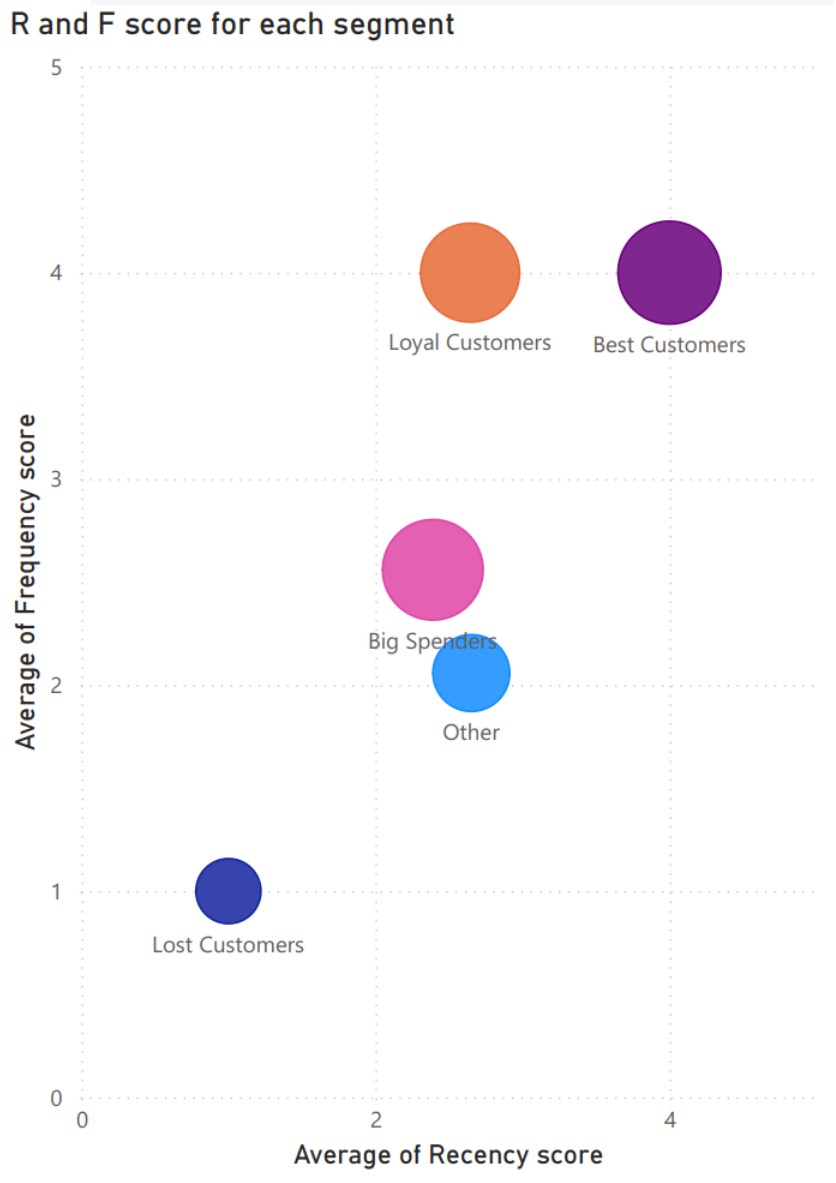 R and F score for each segment
5
4
Loyal Customers
Best Customers
Average of Frequency score
3
Big Spenders
2
Other
1
Lost Customers
0
0 2 4
Average of Recency score